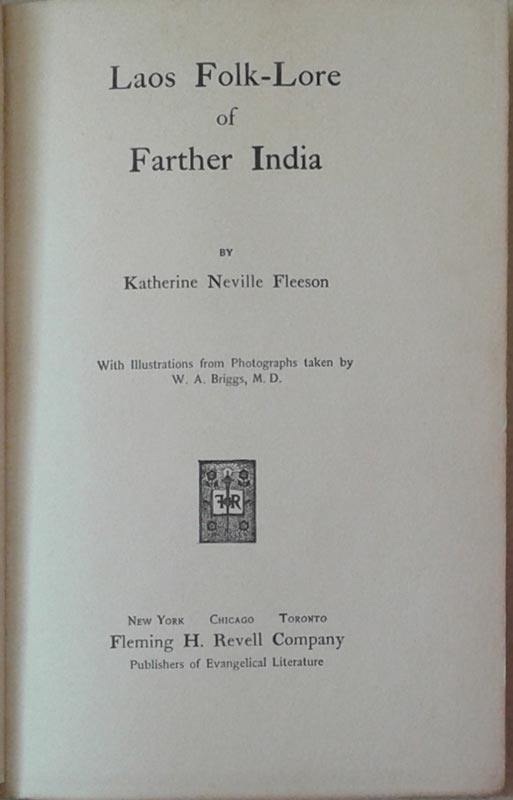 Laos Folk-Lore
of
Farther India
BY
Katherine Neville Fleeson
With Illustrations from Photographs taken by
W. A. Briggs, M. D.
FHR
New York Chicago Toronto
Fleming H. Revell Company
Publishers of Evangelical Literature